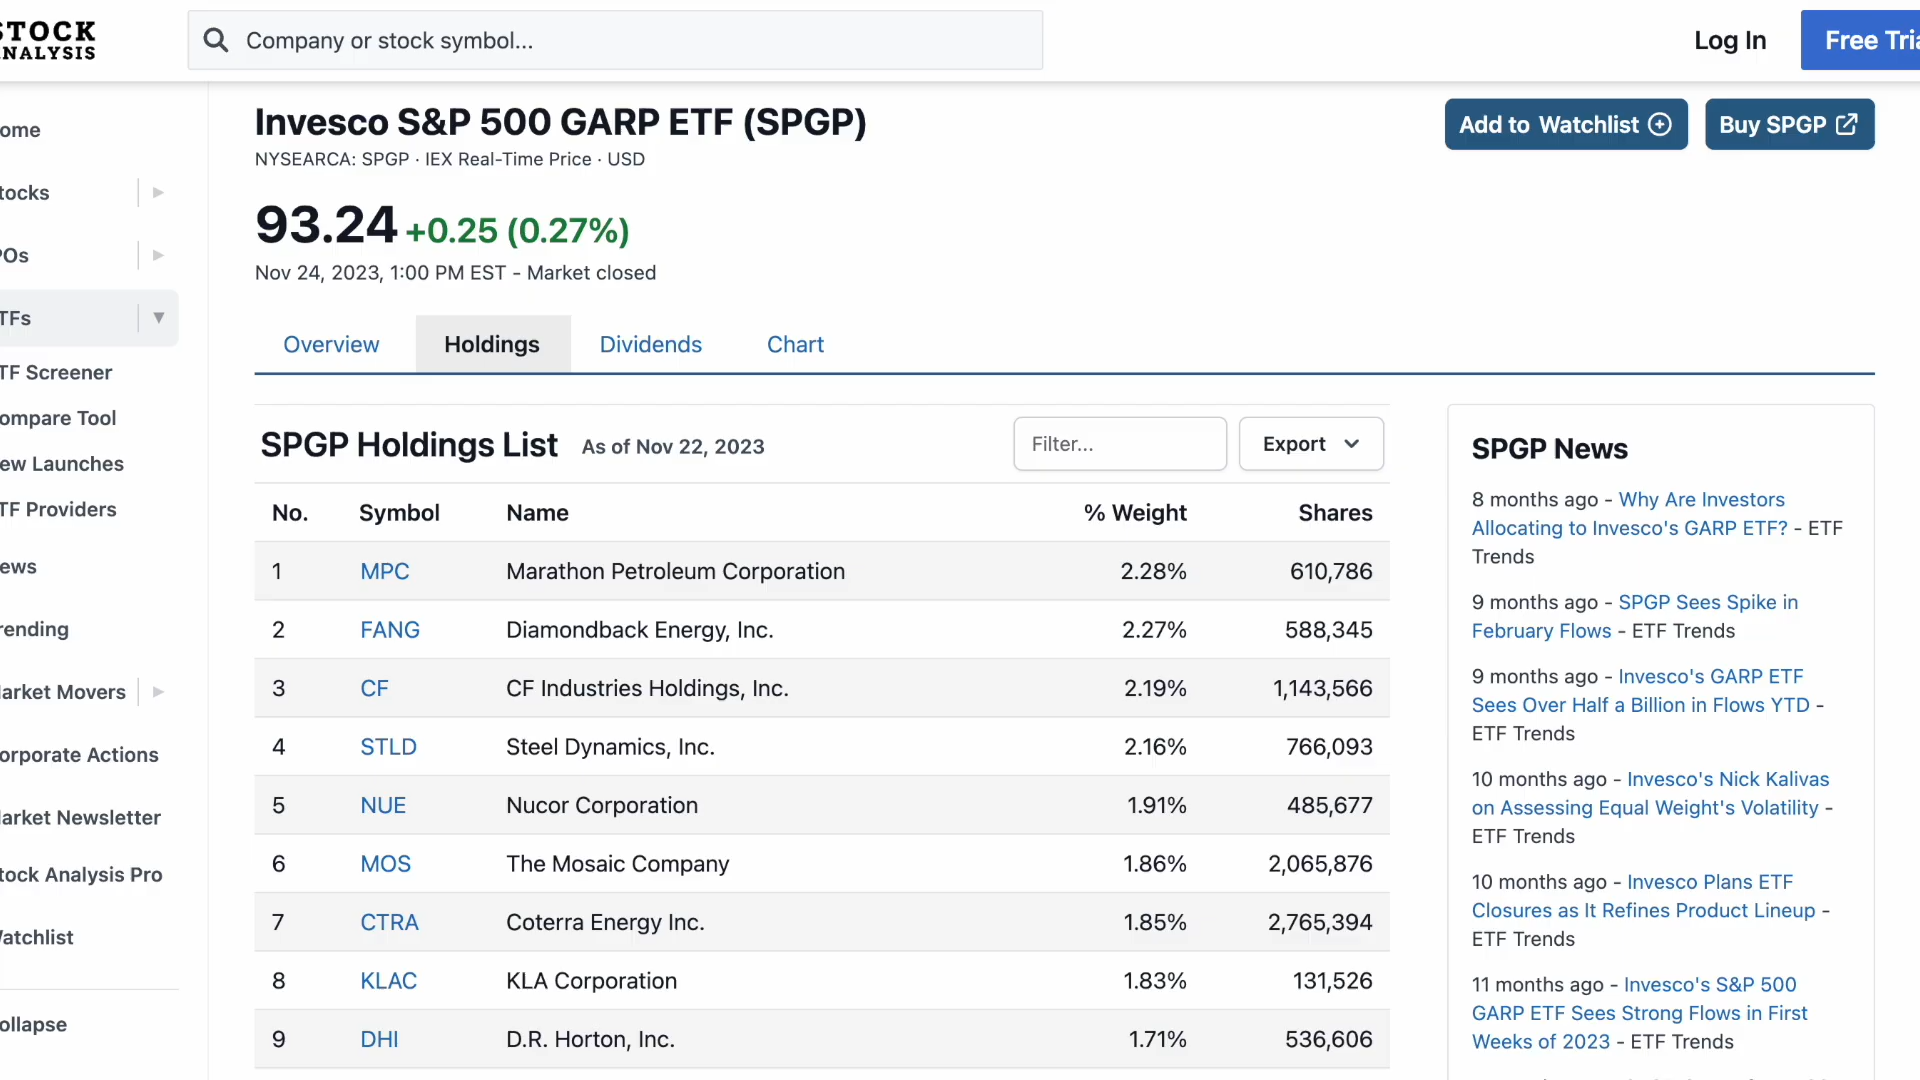 STOCK
ANALYSIS
Company or stock symbol...
Log In
Free Tria
ome
tocks
POs
TFs
TF Screener
ompare Tool
ew Launches
TF Providers
ews
rending
arket Movers
orporate Actions
arket Newsletter
tock Analysis Pro
atchlist
ollapse
Invesco S&P 500 GARP ETF (SPGP)
NYSEARCA: SPGP · IEX Real-Time Price · USD
Add to Watchlist
Buy SPGP
93.24 +0.25 (0.27%)
Nov 24, 2023, 1:00 PM EST - Market closed
Overview Holdings Dividends Chart
SPGP Holdings List As of Nov 22, 2023
Filter... Export
No. Symbol Name % Weight Shares
1 MPC Marathon Petroleum Corporation 2.28% 610,786
2 FANG Diamondback Energy, Inc. 2.27% 588,345
3 CF CF Industries Holdings, Inc. 2.19% 1,143,566
4 STLD Steel Dynamics, Inc. 2.16% 766,093
5 NUE Nucor Corporation 1.91% 485,677
6 MOS The Mosaic Company 1.86% 2,065,876
7 CTRA Coterra Energy Inc. 1.85% 2,765,394
8 KLAC KLA Corporation 1.83% 131,526
9 DHI D.R. Horton, Inc. 1.71% 536,606
SPGP News
8 months ago - Why Are Investors
Allocating to Invesco's GARP ETF? - ETF
Trends
9 months ago - SPGP Sees Spike in
February Flows - ETF Trends
9 months ago - Invesco's GARP ETF
Sees Over Half a Billion in Flows YTD -
ETF Trends
10 months ago - Invesco's Nick Kalivas
on Assessing Equal Weight's Volatility -
ETF Trends
10 months ago - Invesco Plans ETF
Closures as It Refines Product Lineup -
ETF Trends
11 months ago - Invesco's S&P 500
GARP ETF Sees Strong Flows in First
Weeks of 2023 - ETF Trends